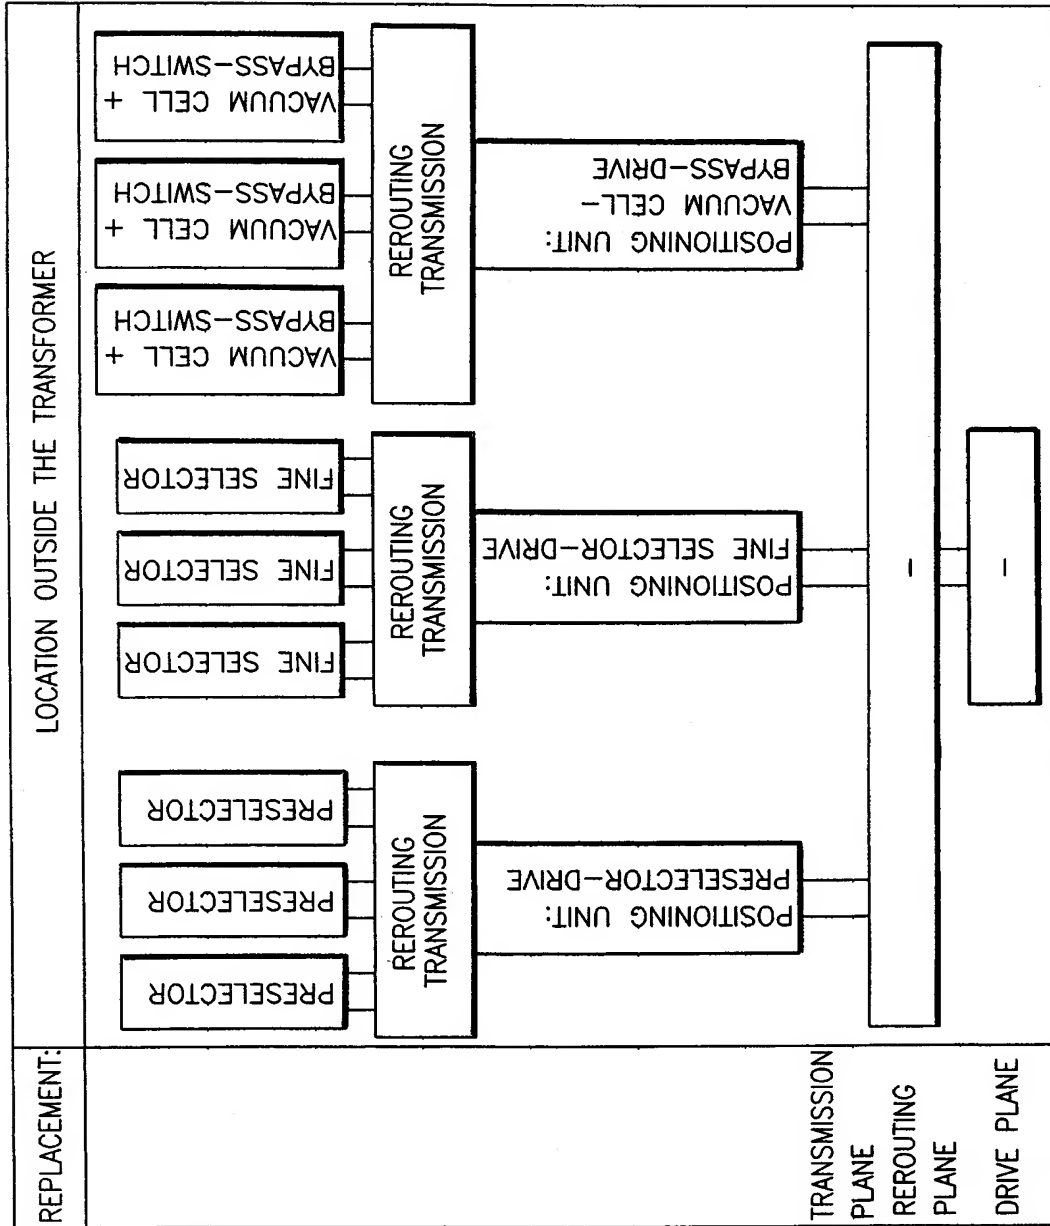 REPLACEMENT:
LOCATION OUTSIDE THE TRANSFORMER
PRESELECTOR
PRESELECTOR
PRESELECTOR
FINE SELECTOR
FINE SELECTOR
FINE SELECTOR
VACUUM CELL +
BYPASS-SWITCH
VACUUM CELL +
BYPASS-SWITCH
VACUUM CELL +
BYPASS-SWITCH
REROUTING
TRANSMISSION
REROUTING
TRANSMISSION
REROUTING
TRANSMISSION
POSITIONING UNIT:
PRESELECTOR-DRIVE
POSITIONING UNIT:
FINE SELECTOR-DRIVE
POSITIONING UNIT:
VACUUM CELL-
BYPASS-DRIVE
TRANSMISSION
PLANE
REROUTING
PLANE
-
DRIVE PLANE
-